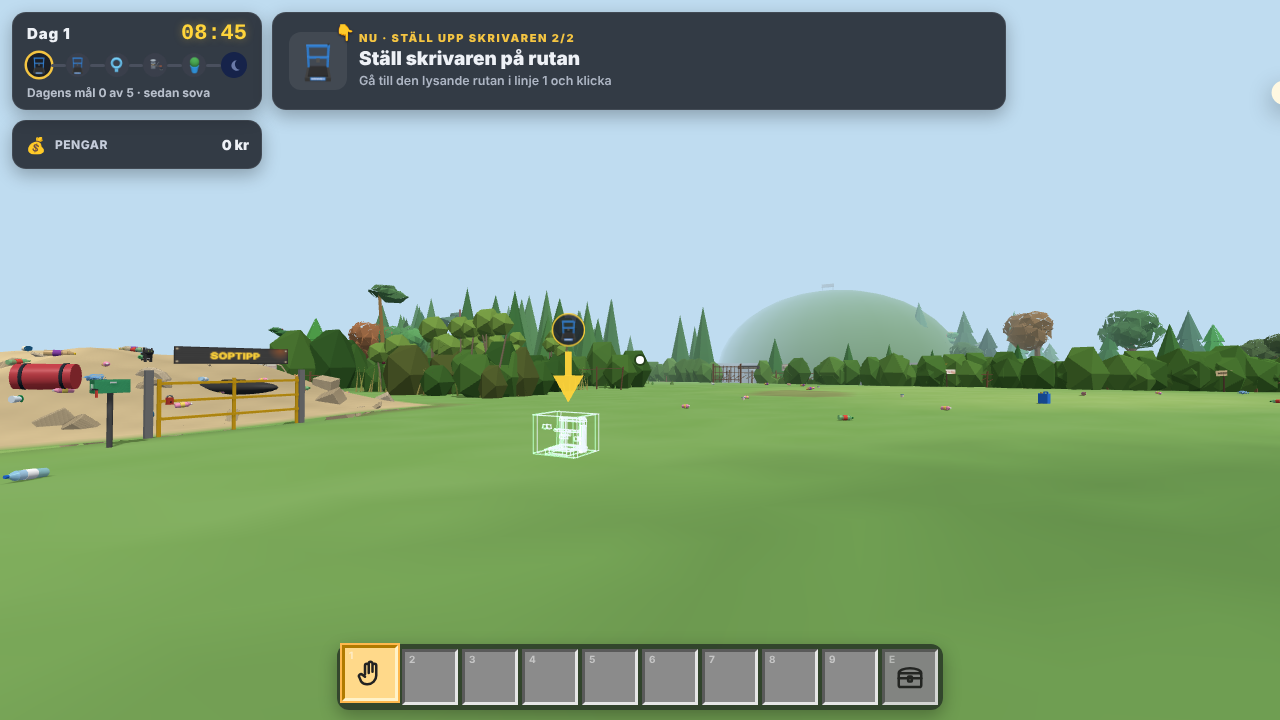 Dag 1
08:45
Dagens mål 0 av 5 · sedan sova
PENGAR
0 kr
NU · STÄLL UPP SKRIVAREN 2/2
Ställ skrivaren på rutan
Gå till den lysande rutan i linje 1 och klicka
SOPTIPP
1
2
3
4
5
6
7
8
9
E